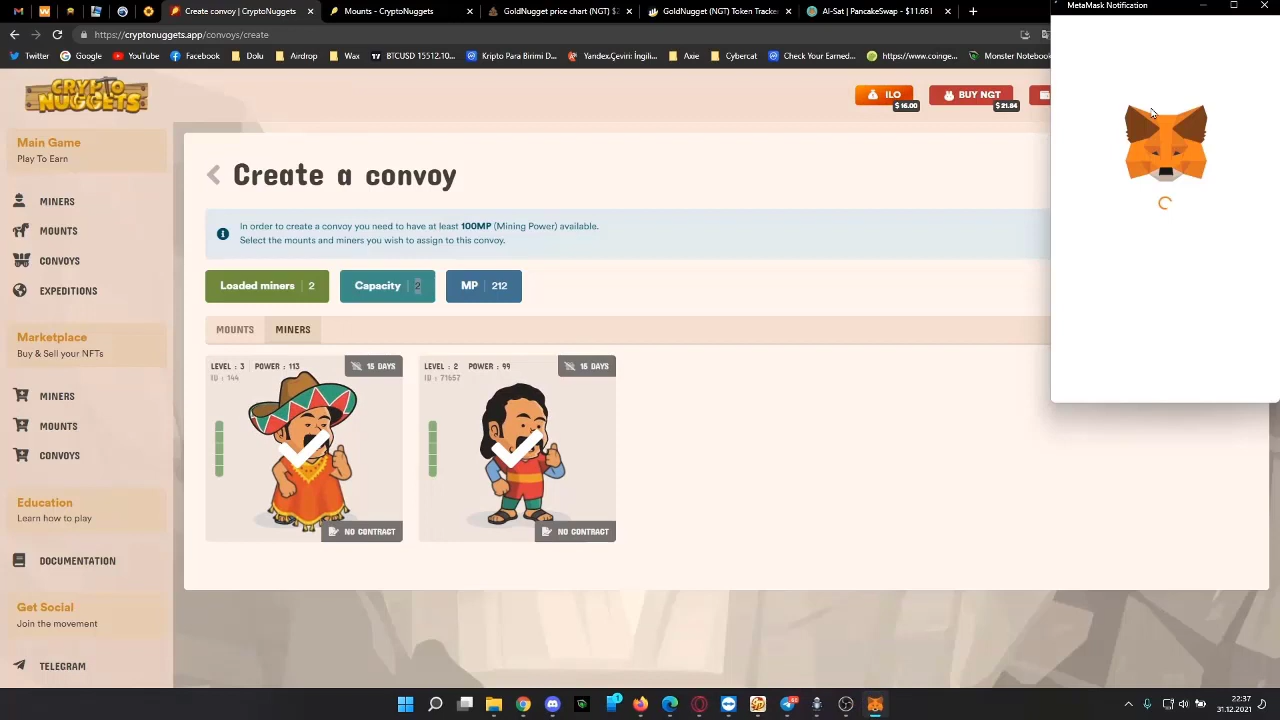 MetaMask Notification
Create convoy | CryptoNuggets
Mounts - CryptoNuggets
GoldNugget price chart (NGT) $2
GoldNugget (NGT) Token Tracke
Al-Sat | PancakeSwap - $11.661
https://cryptonuggets.app/convoys/create
Twitter
Google
YouTube
Facebook
Dolu
Airdrop
Wax
BTCUSD 15512.10...
Kripto Para Birimi D...
Yandex.Çeviri: İngili...
Axie
Cybercat
Check Your Earned...
https://www.coinge...
Monster Notebook
CRYPTO
NUGGETS
ILO
$ 16.00
BUY NGT
$ 21.84
Main Game
Play To Earn
MINERS
MOUNTS
CONVOYS
EXPEDITIONS
Marketplace
Buy & Sell your NFTs
MINERS
MOUNTS
CONVOYS
Education
Learn how to play
DOCUMENTATION
Get Social
Join the movement
TELEGRAM
Create a convoy
In order to create a convoy you need to have at least 100MP (Mining Power) available.
Select the mounts and miners you wish to assign to this convoy.
Loaded miners | 2
Capacity | 2
MP | 212
MOUNTS
MINERS
LEVEL : 3 POWER : 113
15 DAYS
ID : 144
NO CONTRACT
LEVEL : 2 POWER : 99
15 DAYS
ID : 71657
NO CONTRACT
22:37
31.12.2021